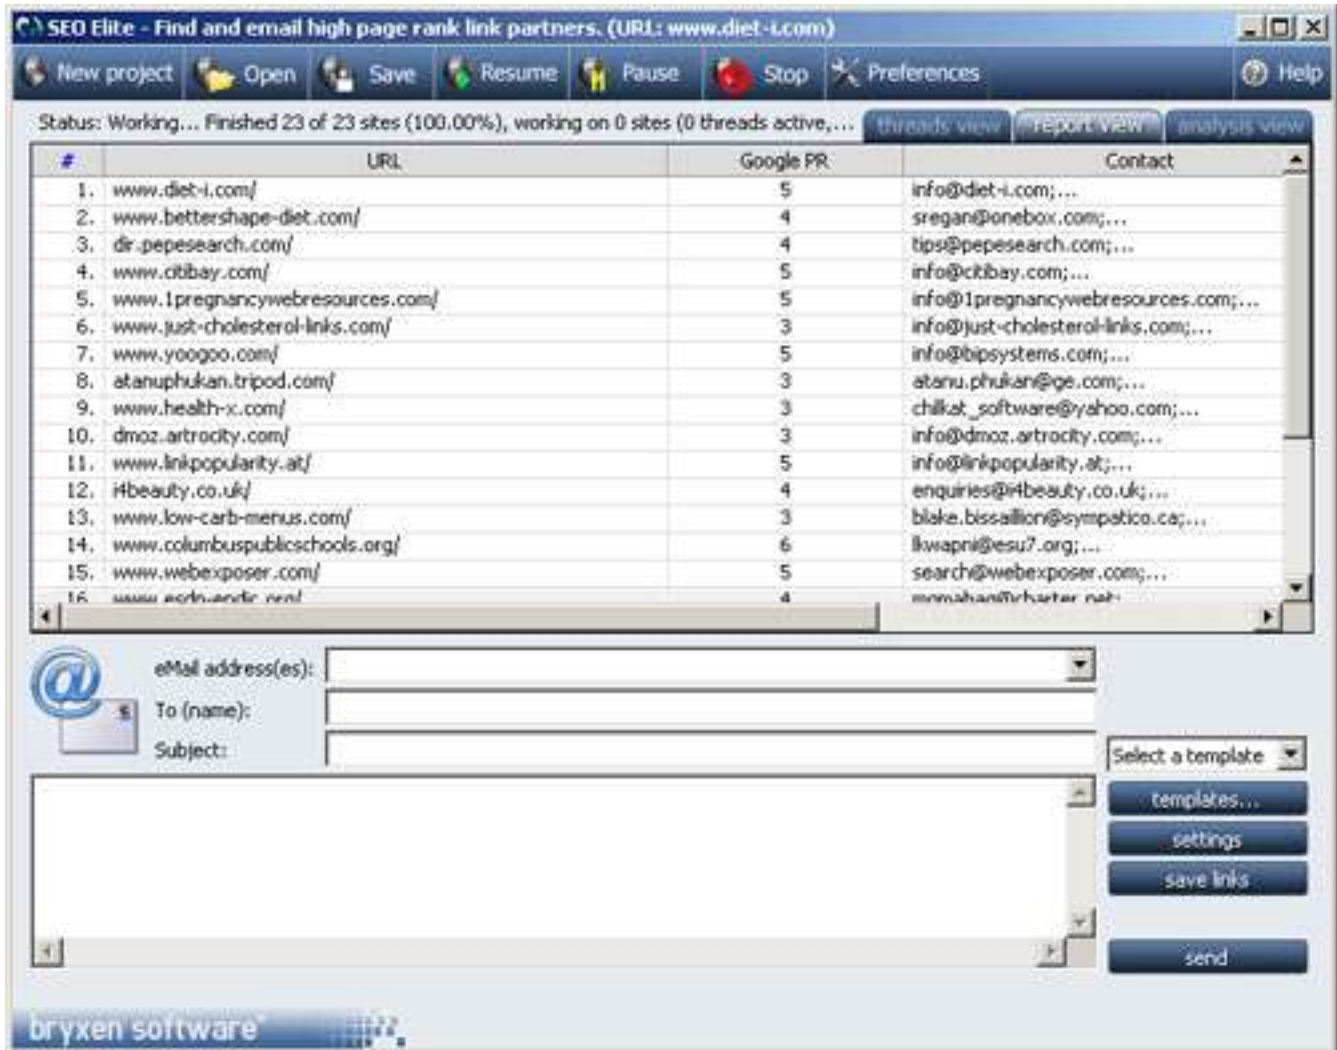 SEO Elite - Find and email high page rank link partners. (URL: www.diet-i.com)
New project Open Save Resume Pause Stop Preferences Help
Status: Working... Finished 23 of 23 sites (100.00%), working on 0 sites (0 threads active,... threads view report view analysis view
# URL Google PR Contact
1. www.diet-i.com/ 5 info@diet-i.com;...
2. www.bettershape-diet.com/ 4 sregan@onebox.com;...
3. dir.pepesearch.com/ 4 tips@pepesearch.com;...
4. www.citibay.com/ 5 info@citibay.com;...
5. www.1pregnancywebresources.com/ 5 info@1pregnancywebresources.com;...
6. www.just-cholesterol-links.com/ 3 info@just-cholesterol-links.com;...
7. www.yoogoo.com/ 5 info@bipsystems.com;...
8. atanuphukan.tripod.com/ 3 atanu.phukan@ge.com;...
9. www.health-x.com/ 3 chilkat_software@yahoo.com;...
10. dmoz.artrocity.com/ 3 info@dmoz.artrocity.com;...
11. www.linkpopularity.at/ 5 info@linkpopularity.at;...
12. i4beauty.co.uk/ 4 enquiries@i4beauty.co.uk;...
13. www.low-carb-menus.com/ 3 blake.bissaillion@sympatico.ca;...
14. www.columbuspublicschools.org/ 6 lkwapni@esu7.org;...
15. www.webexposer.com/ 5 search@webexposer.com;...
16 4
eMail address(es):
To (name):
Subject:
Select a template
templates...
settings
save links
send
bryxen software